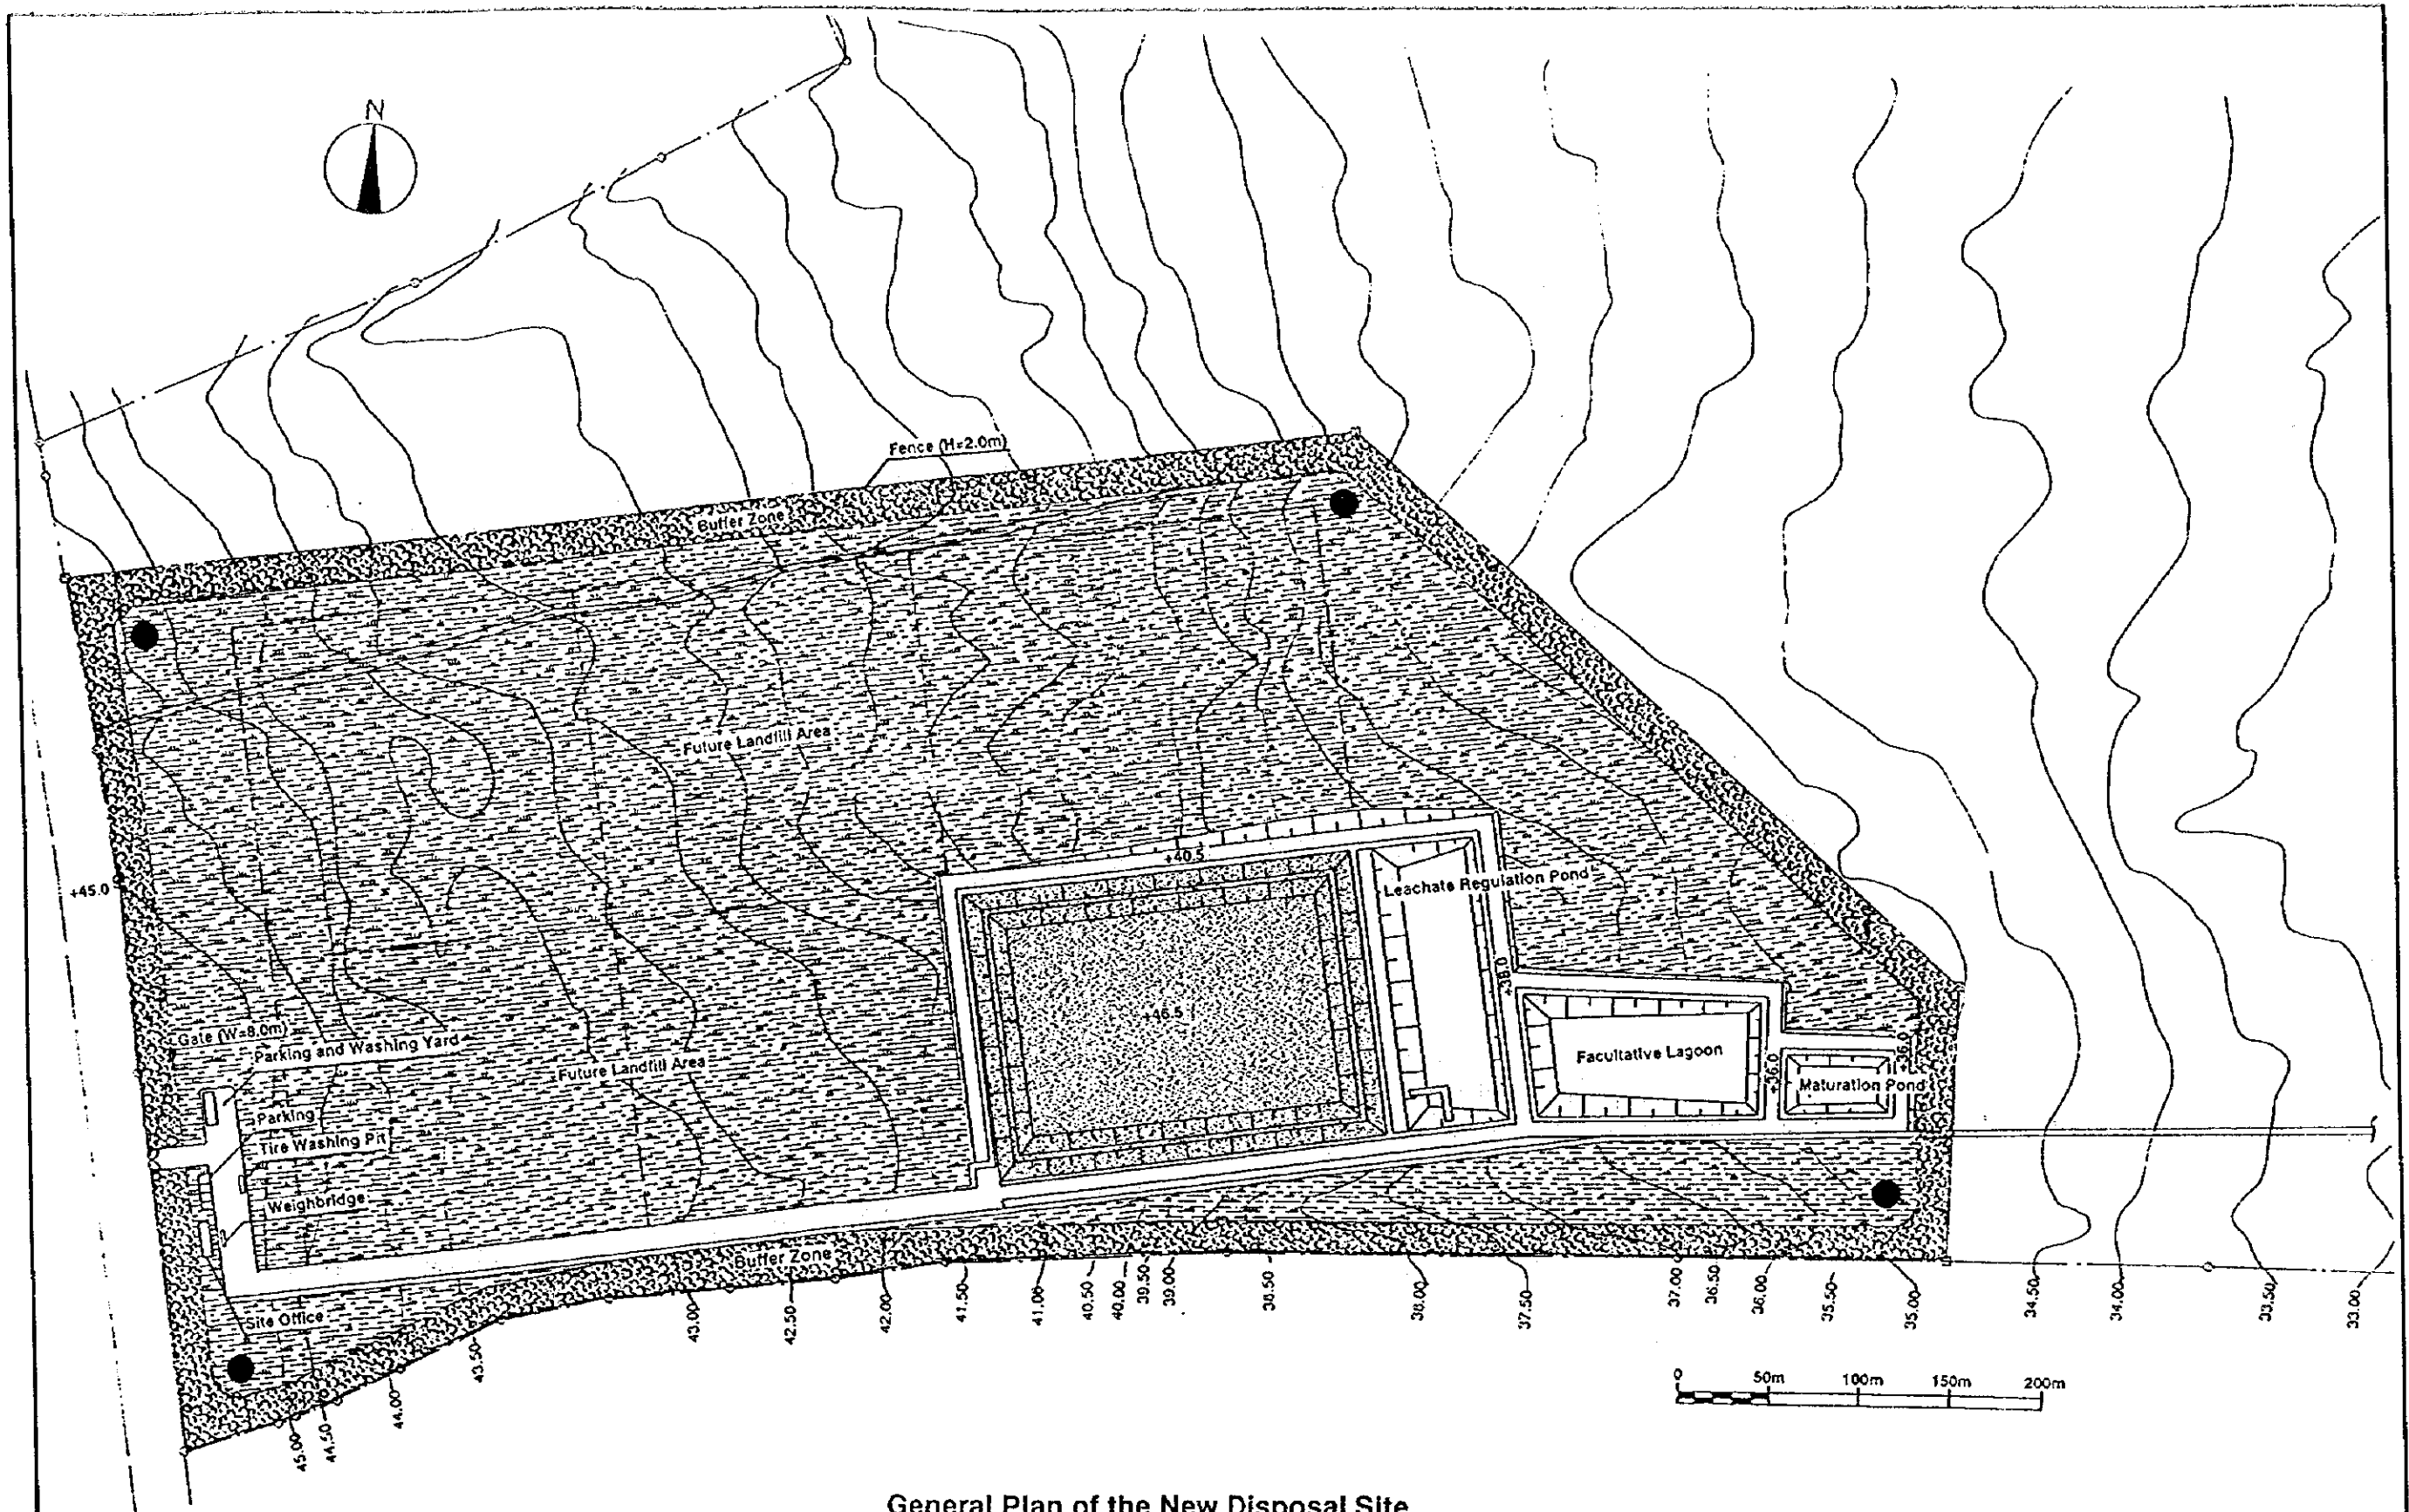 N
Fence (H=2.0m)
Buffer Zone
Future Landfill Area
+40.5
Leachate Regulation Pond
+45.0
+38.0
+46.5
Gate (W=8.0m)
Parking and Washing Yard
Facultative Lagoon
+36.0
+36.0
Maturation Pond
Future Landfill Area
Parking
Tire Washing Pit
Weighbridge
Buffer Zone
Site Office
45.00
44.50
44.00
43.50
43.00
42.50
42.00
41.50
41.00
40.50
40.00
39.50
39.00
38.50
38.00
37.50
37.00
36.50
36.00
35.50
35.00
34.50
34.00
33.50
33.00
0 50m 100m 150m 200m
General Plan of the New Disposal Site